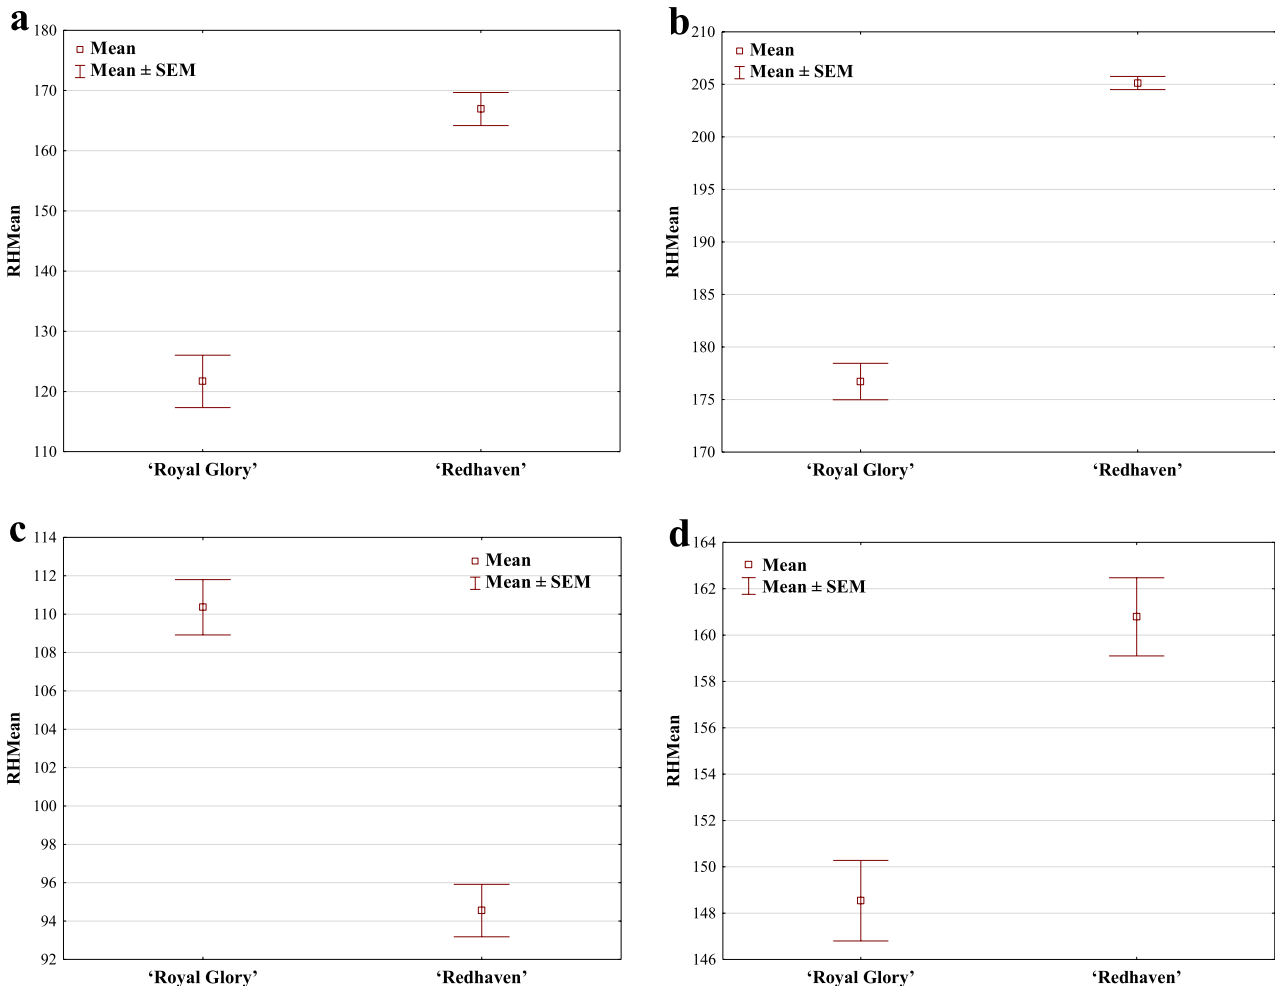 a
180
170
160
150
140
130
120
110
RHMean
Mean
Mean ± SEM
‘Royal Glory’
‘Redhaven’
b
210
205
200
195
190
185
180
175
170
RHMean
Mean
Mean ± SEM
‘Royal Glory’
‘Redhaven’
c
114
112
110
108
106
104
102
100
98
96
94
92
RHMean
Mean
Mean ± SEM
‘Royal Glory’
‘Redhaven’
d
164
162
160
158
156
154
152
150
148
146
RHMean
Mean
Mean ± SEM
‘Royal Glory’
‘Redhaven’